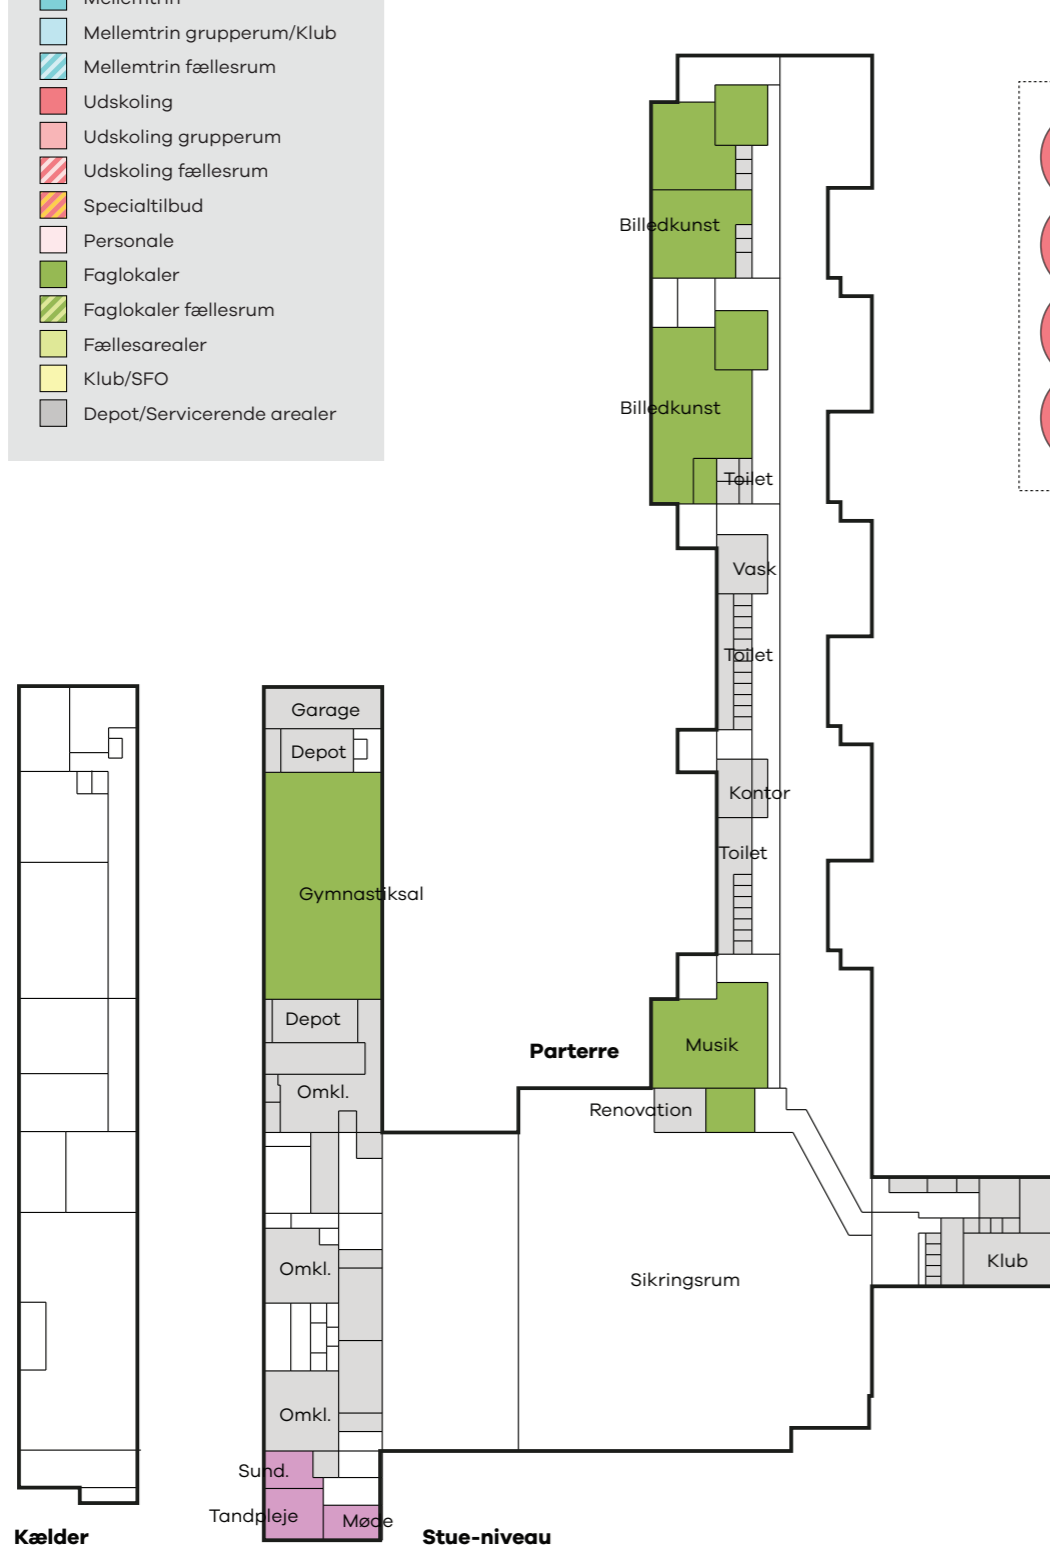 Mellemtrin
Mellemtrin grupperum/Klub
Mellemtrin fællesrum
Udskoling
Udskoling grupperum
Udskoling fællesrum
Specialtilbud
Personale
Faglokaler
Faglokaler fællesrum
Fællesarealer
Klub/SFO
Depot/Servicerende arealer
Billedkunst
Billedkunst
Toilet
Vask
Toilet
Garage
Depot
Kontor
Toilet
Gymnastiksal
Depot
Parterre
Musik
Omkl.
Renovation
Omkl.
Sikringsrum
Klub
Omkl.
Sund.
Tandpleje
Møde
Kælder
Stue-niveau